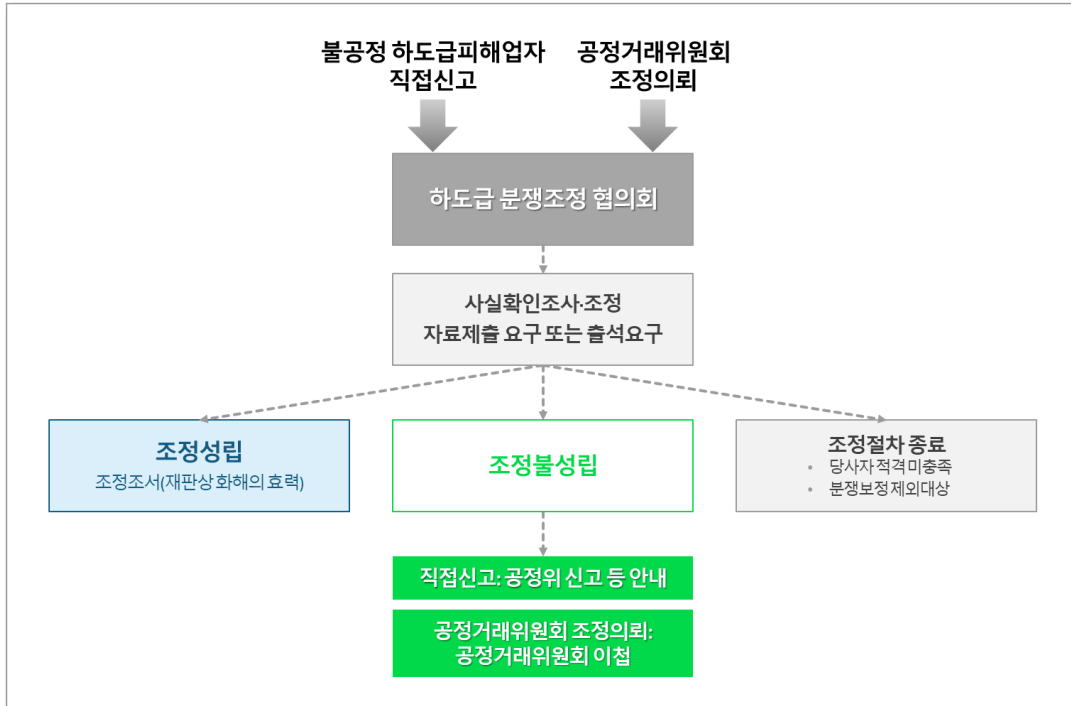 불공정 하도급피해업자
직접신고
공정거래위원회
조정의뢰
하도급 분쟁조정 협의회
사실확인조사·조정
자료제출 요구 또는 출석요구
조정성립
조정조서(재판상 화해의 효력)
조정불성립
조정절차 종료
• 당사자 적격 미충족
• 분쟁보정 제외대상
직접신고: 공정위 신고 등 안내
공정거래위원회 조정의뢰:
공정거래위원회 이첩